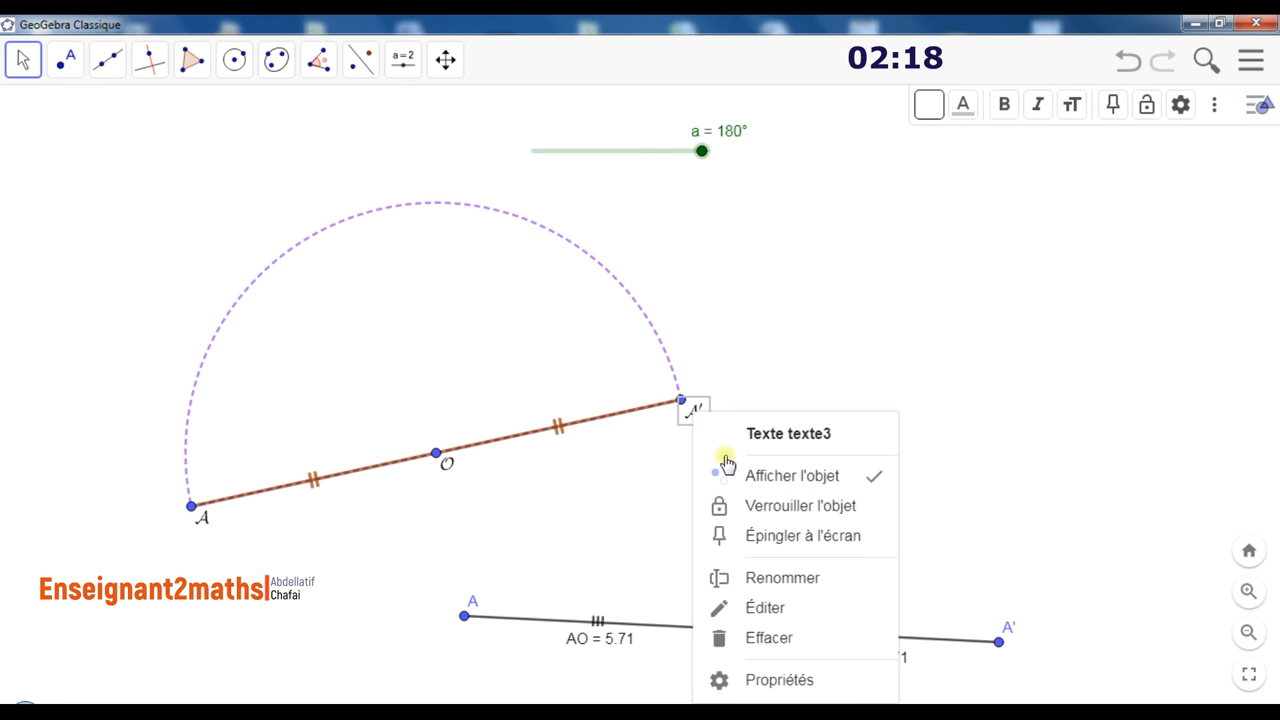 GeoGebra Classique
A
a=2
02:18
A B I TT
a = 180°
A'
A
O
Texte texte3
Afficher l'objet
Verrouiller l'objet
Épingler à l'écran
Renommer
Éditer
Effacer
Propriétés
Enseignant2maths
Abdellatif
Chafai
A
AO = 5.71
A'